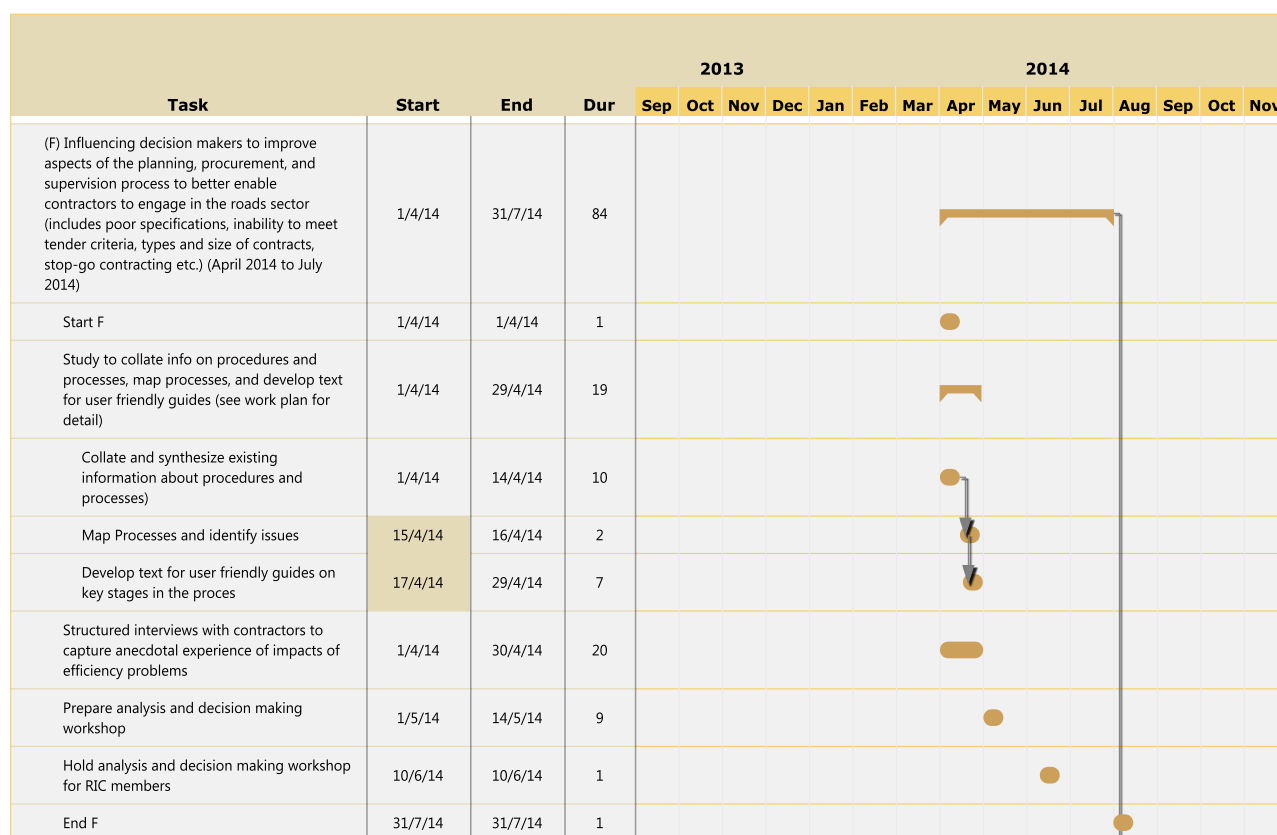 2013 2014
Task Start End Dur Sep Oct Nov Dec Jan Feb Mar Apr May Jun Jul Aug Sep Oct Nov
(F) Influencing decision makers to improve
aspects of the planning, procurement, and
supervision process to better enable
contractors to engage in the roads sector
(includes poor specifications, inability to meet
tender criteria, types and size of contracts,
stop-go contracting etc.) (April 2014 to July
2014)
1/4/14 31/7/14 84
Start F 1/4/14 1/4/14 1
Study to collate info on procedures and
processes, map processes, and develop text
for user friendly guides (see work plan for
detail)
1/4/14 29/4/14 19
Collate and synthesize existing
information about procedures and
processes)
1/4/14 14/4/14 10
Map Processes and identify issues 15/4/14 16/4/14 2
Develop text for user friendly guides on
key stages in the proces
17/4/14 29/4/14 7
Structured interviews with contractors to
capture anecdotal experience of impacts of
efficiency problems
1/4/14 30/4/14 20
Prepare analysis and decision making
workshop
1/5/14 14/5/14 9
Hold analysis and decision making workshop
for RIC members
10/6/14 10/6/14 1
End F 31/7/14 31/7/14 1